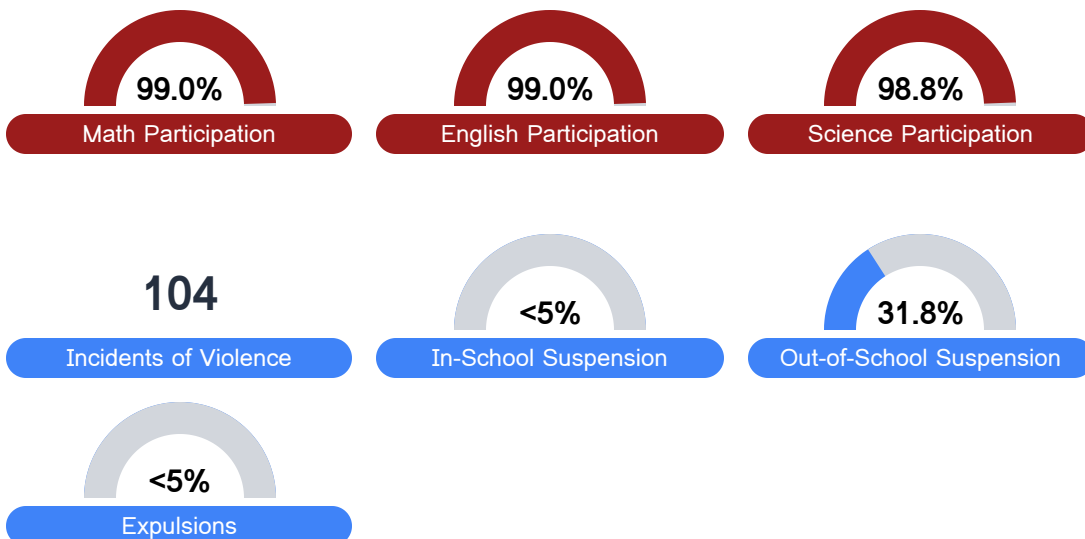 99.0%
Math Participation
99.0%
English Participation
98.8%
Science Participation
104
Incidents of Violence
<5%
In-School Suspension
31.8%
Out-of-School Suspension
<5%
Expulsions